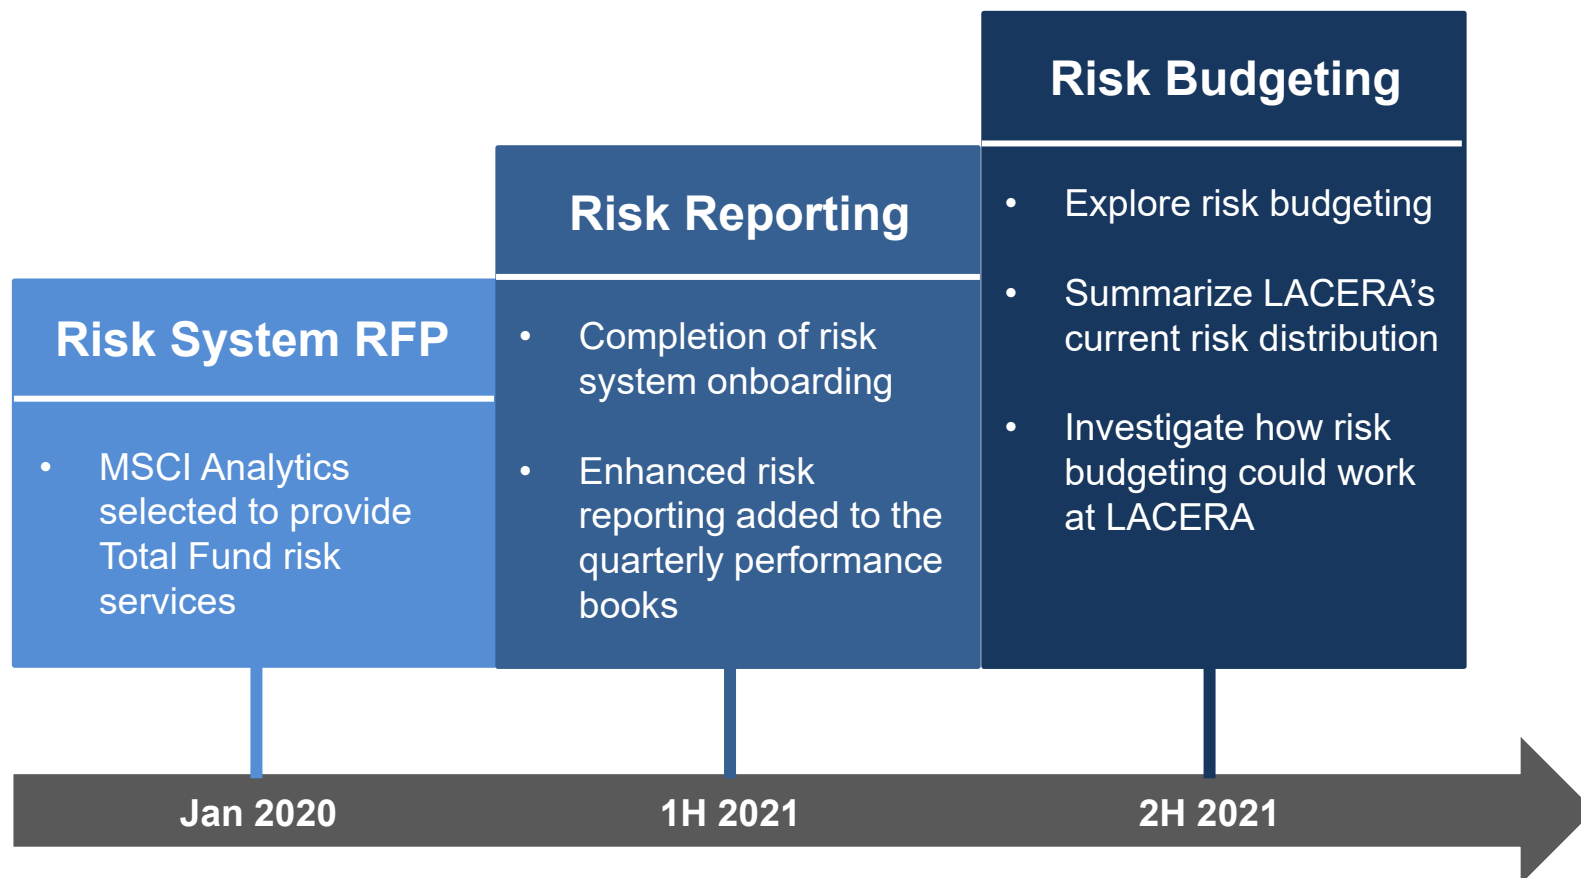 Risk System RFP
• MSCI Analytics
selected to provide
Total Fund risk
services
Risk Reporting
• Completion of risk
system onboarding
• Enhanced risk
reporting added to the
quarterly performance
books
Risk Budgeting
• Explore risk budgeting
• Summarize LACERA’s
current risk distribution
• Investigate how risk
budgeting could work
at LACERA
Jan 2020
1H 2021
2H 2021